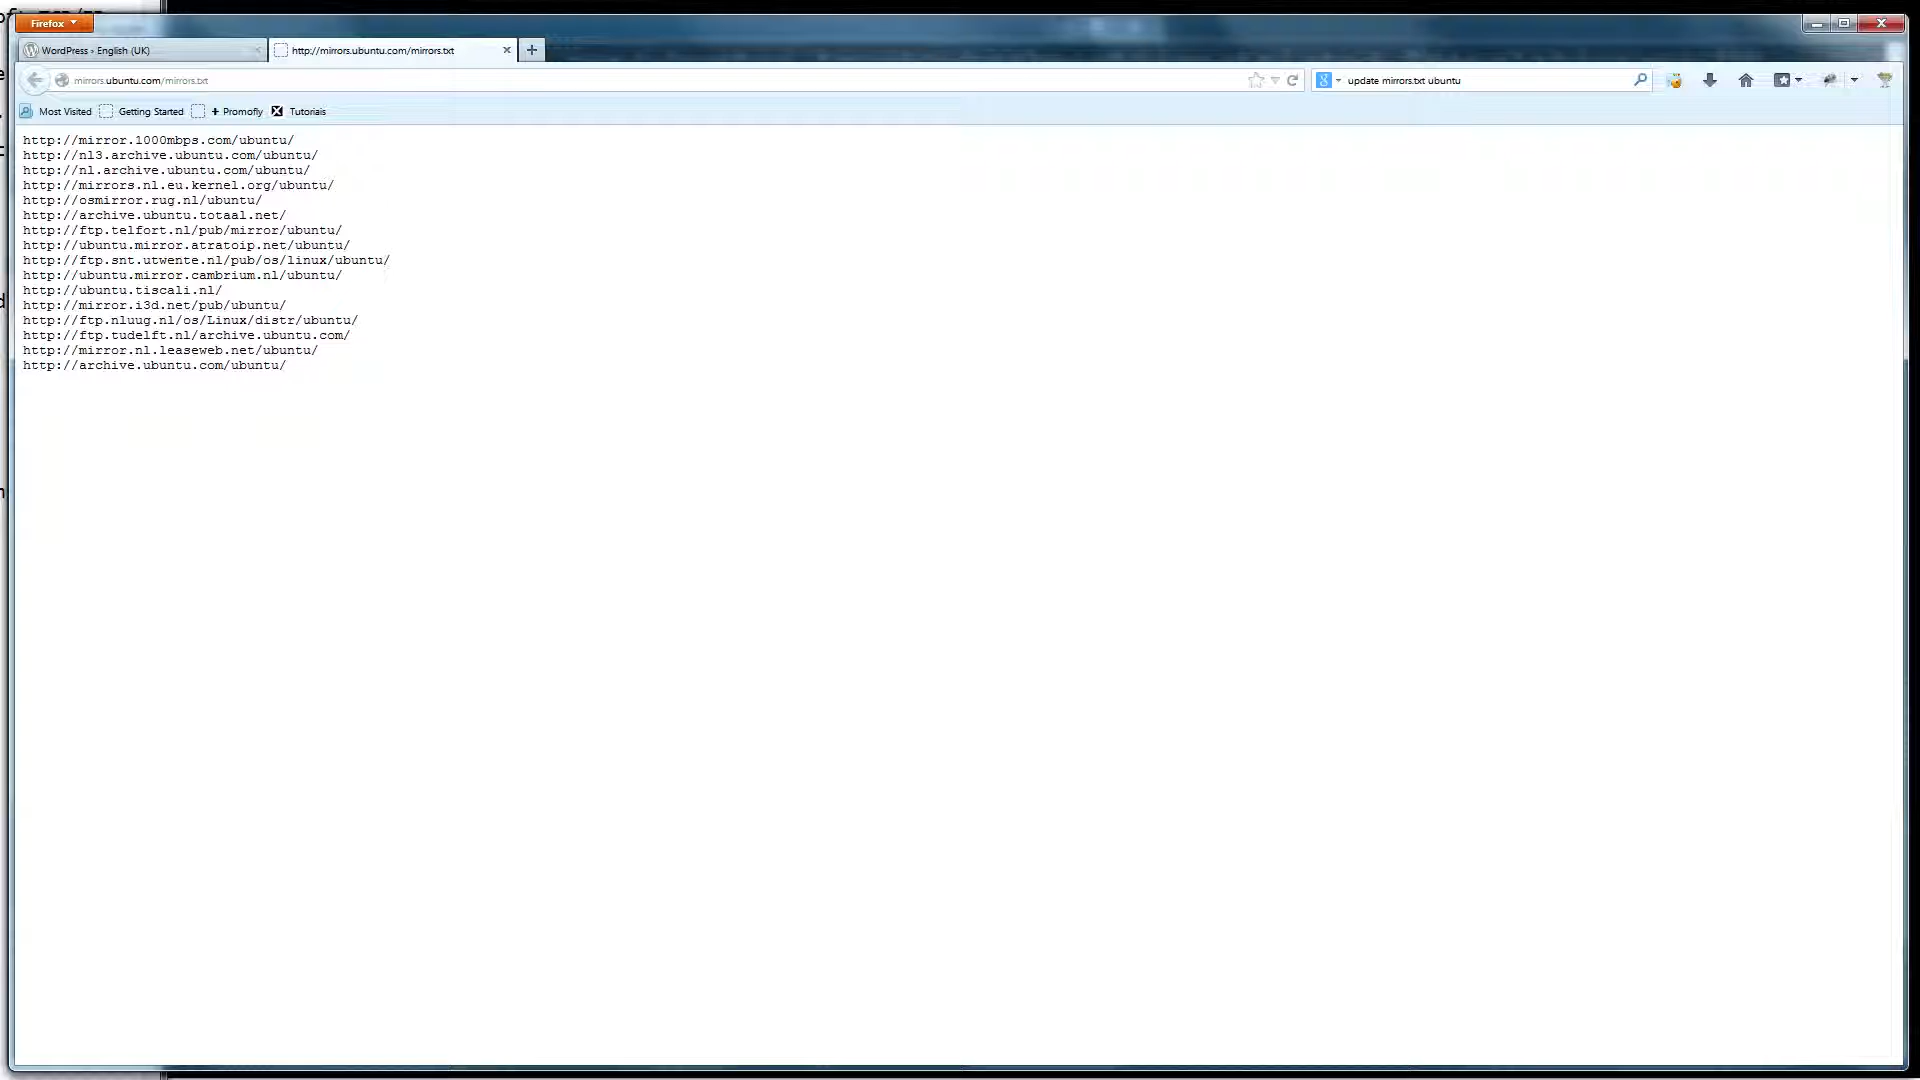 Firefox
WordPress › English (UK)
http://mirrors.ubuntu.com/mirrors.txt
mirrors.ubuntu.com/mirrors.txt
update mirrors.txt ubuntu
Most Visited
Getting Started
+ Promofly
Tutorials
http://mirror.1000mbps.com/ubuntu/
http://nl3.archive.ubuntu.com/ubuntu/
http://nl.archive.ubuntu.com/ubuntu/
http://mirrors.nl.eu.kernel.org/ubuntu/
http://osmirror.rug.nl/ubuntu/
http://archive.ubuntu.totaal.net/
http://ftp.telfort.nl/pub/mirror/ubuntu/
http://ubuntu.mirror.atratoip.net/ubuntu/
http://ftp.snt.utwente.nl/pub/os/linux/ubuntu/
http://ubuntu.mirror.cambrium.nl/ubuntu/
http://ubuntu.tiscali.nl/
http://mirror.i3d.net/pub/ubuntu/
http://ftp.nluug.nl/os/Linux/distr/ubuntu/
http://ftp.tudelft.nl/archive.ubuntu.com/
http://mirror.nl.leaseweb.net/ubuntu/
http://archive.ubuntu.com/ubuntu/